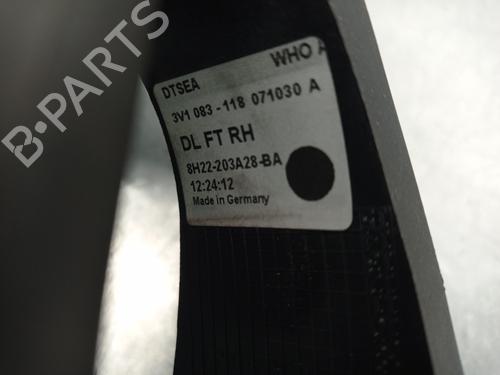 B-PARTS
DTSEA WHO A
3V1 083-118 071030 A
DL FT RH
8H22-203A28-BA
12:24:12
Made in Germany